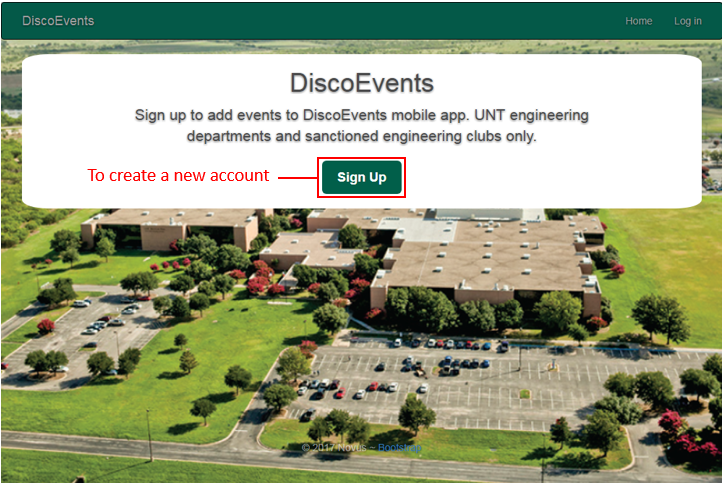 DiscoEvents
Home
Log in
DiscoEvents
Sign up to add events to DiscoEvents mobile app. UNT engineering
departments and sanctioned engineering clubs only.
To create a new account
Sign Up
© 2017 Novus – Bootstrap